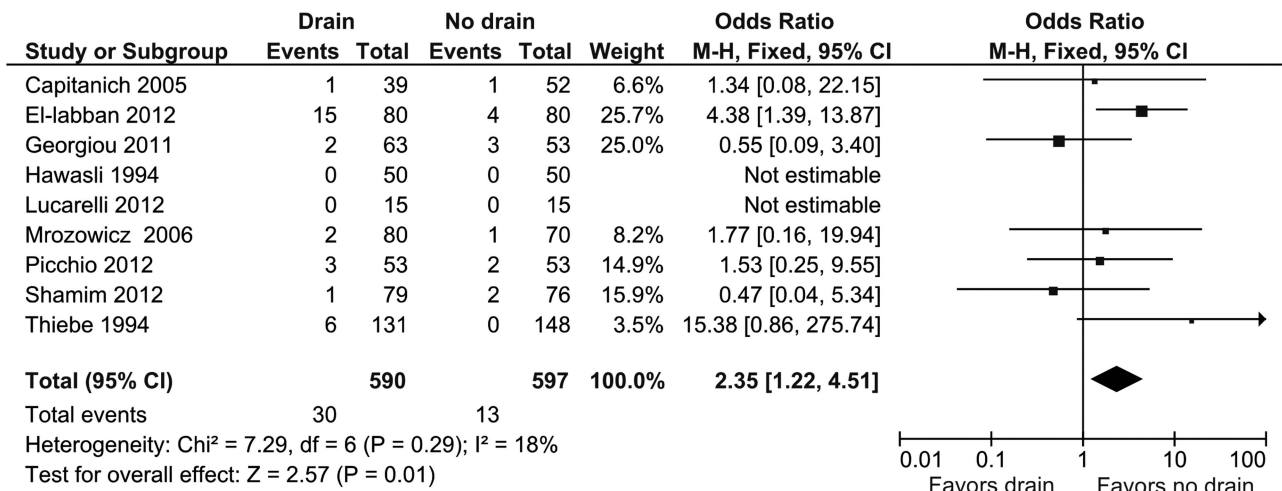 Drain No drain Odds Ratio Odds Ratio
Study or Subgroup Events Total Events Total Weight M-H, Fixed, 95% CI M-H, Fixed, 95% CI
Capitanich 2005 1 39 1 52 6.6% 1.34 [0.08, 22.15]
El-labban 2012 15 80 4 80 25.7% 4.38 [1.39, 13.87]
Georgiou 2011 2 63 3 53 25.0% 0.55 [0.09, 3.40]
Hawasli 1994 0 50 0 50 Not estimable
Lucarelli 2012 0 15 0 15 Not estimable
Mrozowicz 2006 2 80 1 70 8.2% 1.77 [0.16, 19.94]
Picchio 2012 3 53 2 53 14.9% 1.53 [0.25, 9.55]
Shamim 2012 1 79 2 76 15.9% 0.47 [0.04, 5.34]
Thiebe 1994 6 131 0 148 3.5% 15.38 [0.86, 275.74]
Total (95% CI) 590 597 100.0% 2.35 [1.22, 4.51]
Total events 30 13
Heterogeneity: Chi² = 7.29, df = 6 (P = 0.29); I² = 18%
Test for overall effect: Z = 2.57 (P = 0.01)
0.01 0.1 1 10 100
Favors drain Favors no drain